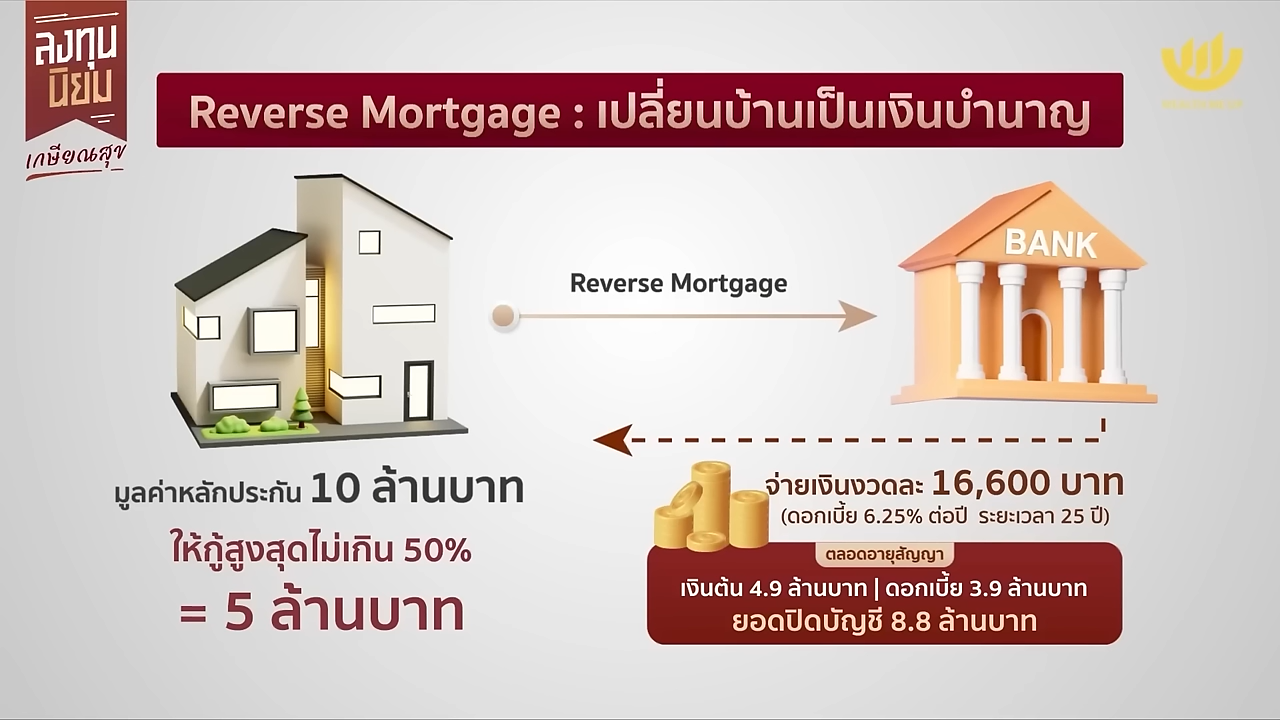 ลงทุน
นิยม
เกษียณสุข
Reverse Mortgage : เปลี่ยนบ้านเป็นเงินบำนาญ
BANK
Reverse Mortgage
มูลค่าหลักประกัน 10 ล้านบาท
ให้กู้สูงสุดไม่เกิน 50%
= 5 ล้านบาท
จ่ายเงินงวดละ 16,600 บาท
(ดอกเบี้ย 6.25% ต่อปี ระยะเวลา 25 ปี)
ตลอดอายุสัญญา
เงินต้น 4.9 ล้านบาท | ดอกเบี้ย 3.9 ล้านบาท
ยอดปิดบัญชี 8.8 ล้านบาท